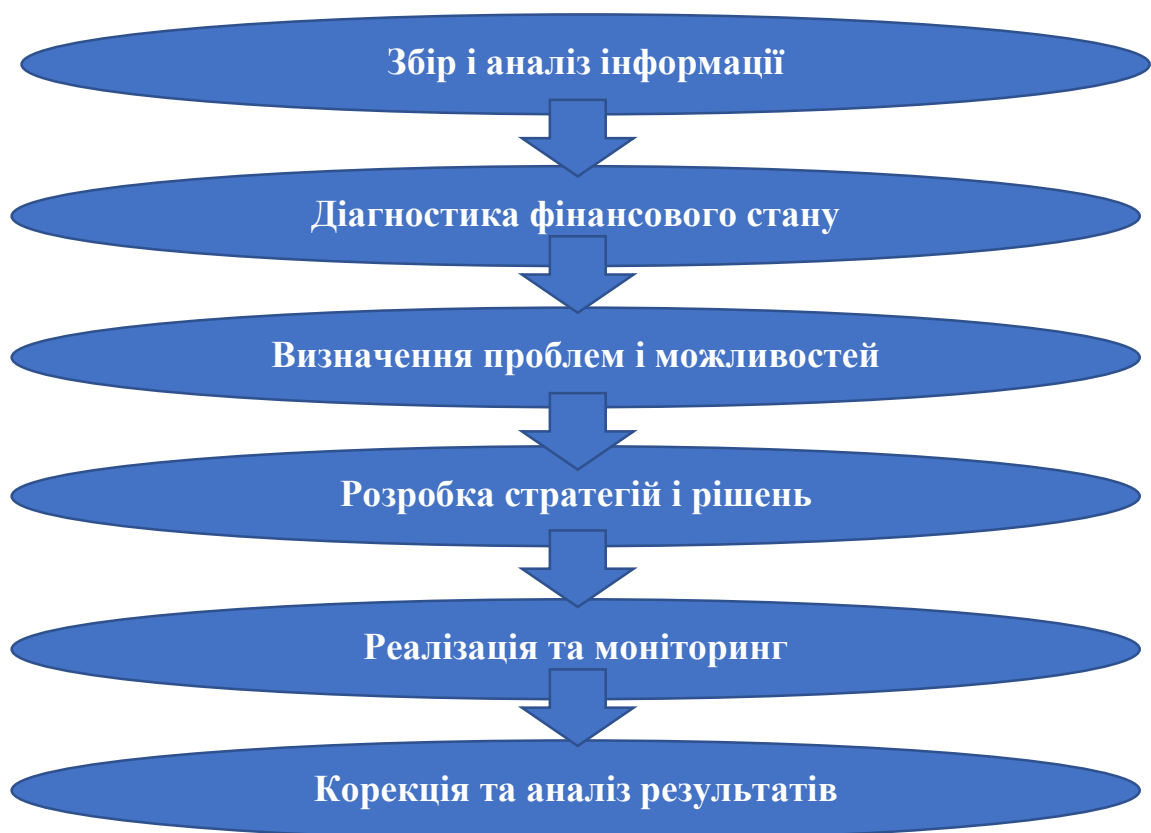 Збір і аналіз інформації
Діагностика фінансового стану
Визначення проблем і можливостей
Розробка стратегій і рішень
Реалізація та моніторинг
Корекція та аналіз результатів